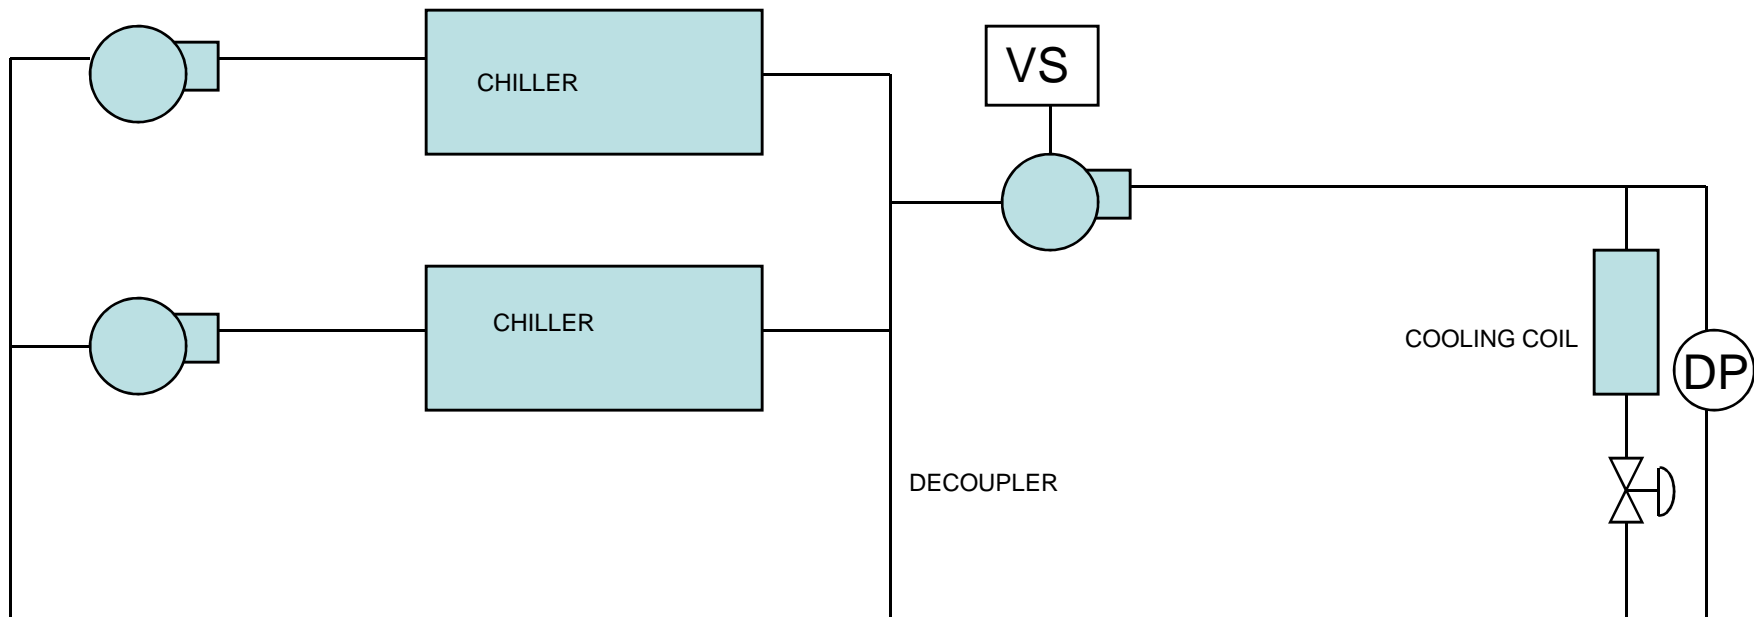 CHILLER
VS
CHILLER
COOLING COIL
DP
DECOUPLER